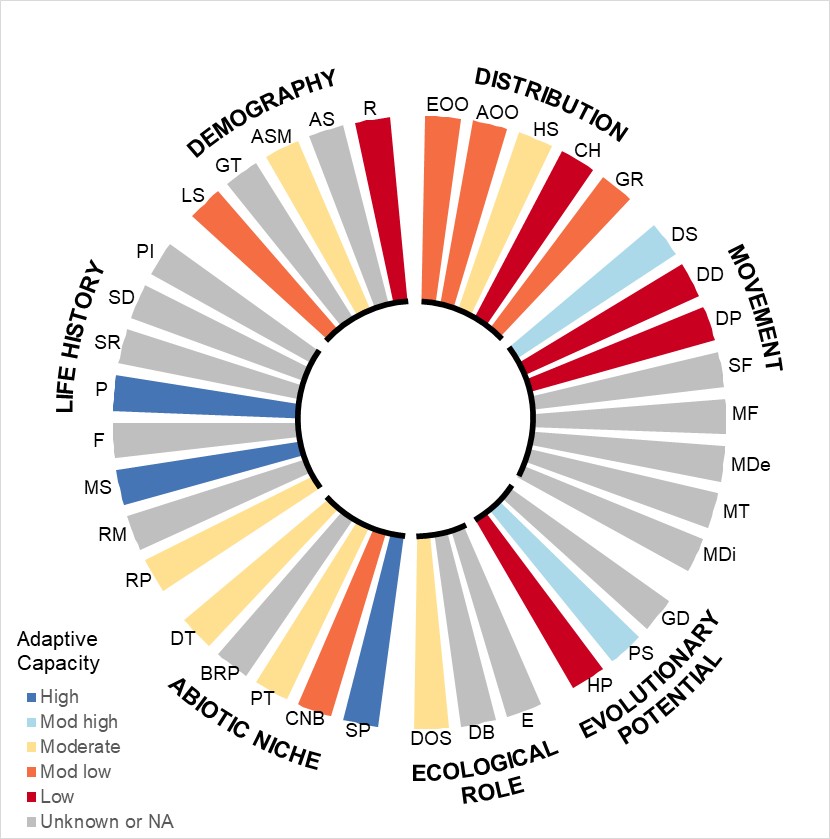 DEMOGRAPHY
DISTRIBUTION
MOVEMENT
EVOLUTIONARY
POTENTIAL
ECOLOGICAL
ROLE
ABIOTIC NICHE
LIFE HISTORY
EOO
AOO
HS
CH
GR
DS
DD
DP
SF
MF
MDe
MT
MDi
GD
PS
HP
E
DB
DOS
SP
CNB
PT
BRP
DT
RP
RM
MS
F
P
SR
SD
PI
LS
GT
ASM
AS
R
Adaptive
Capacity
High
Mod high
Moderate
Mod low
Low
Unknown or NA